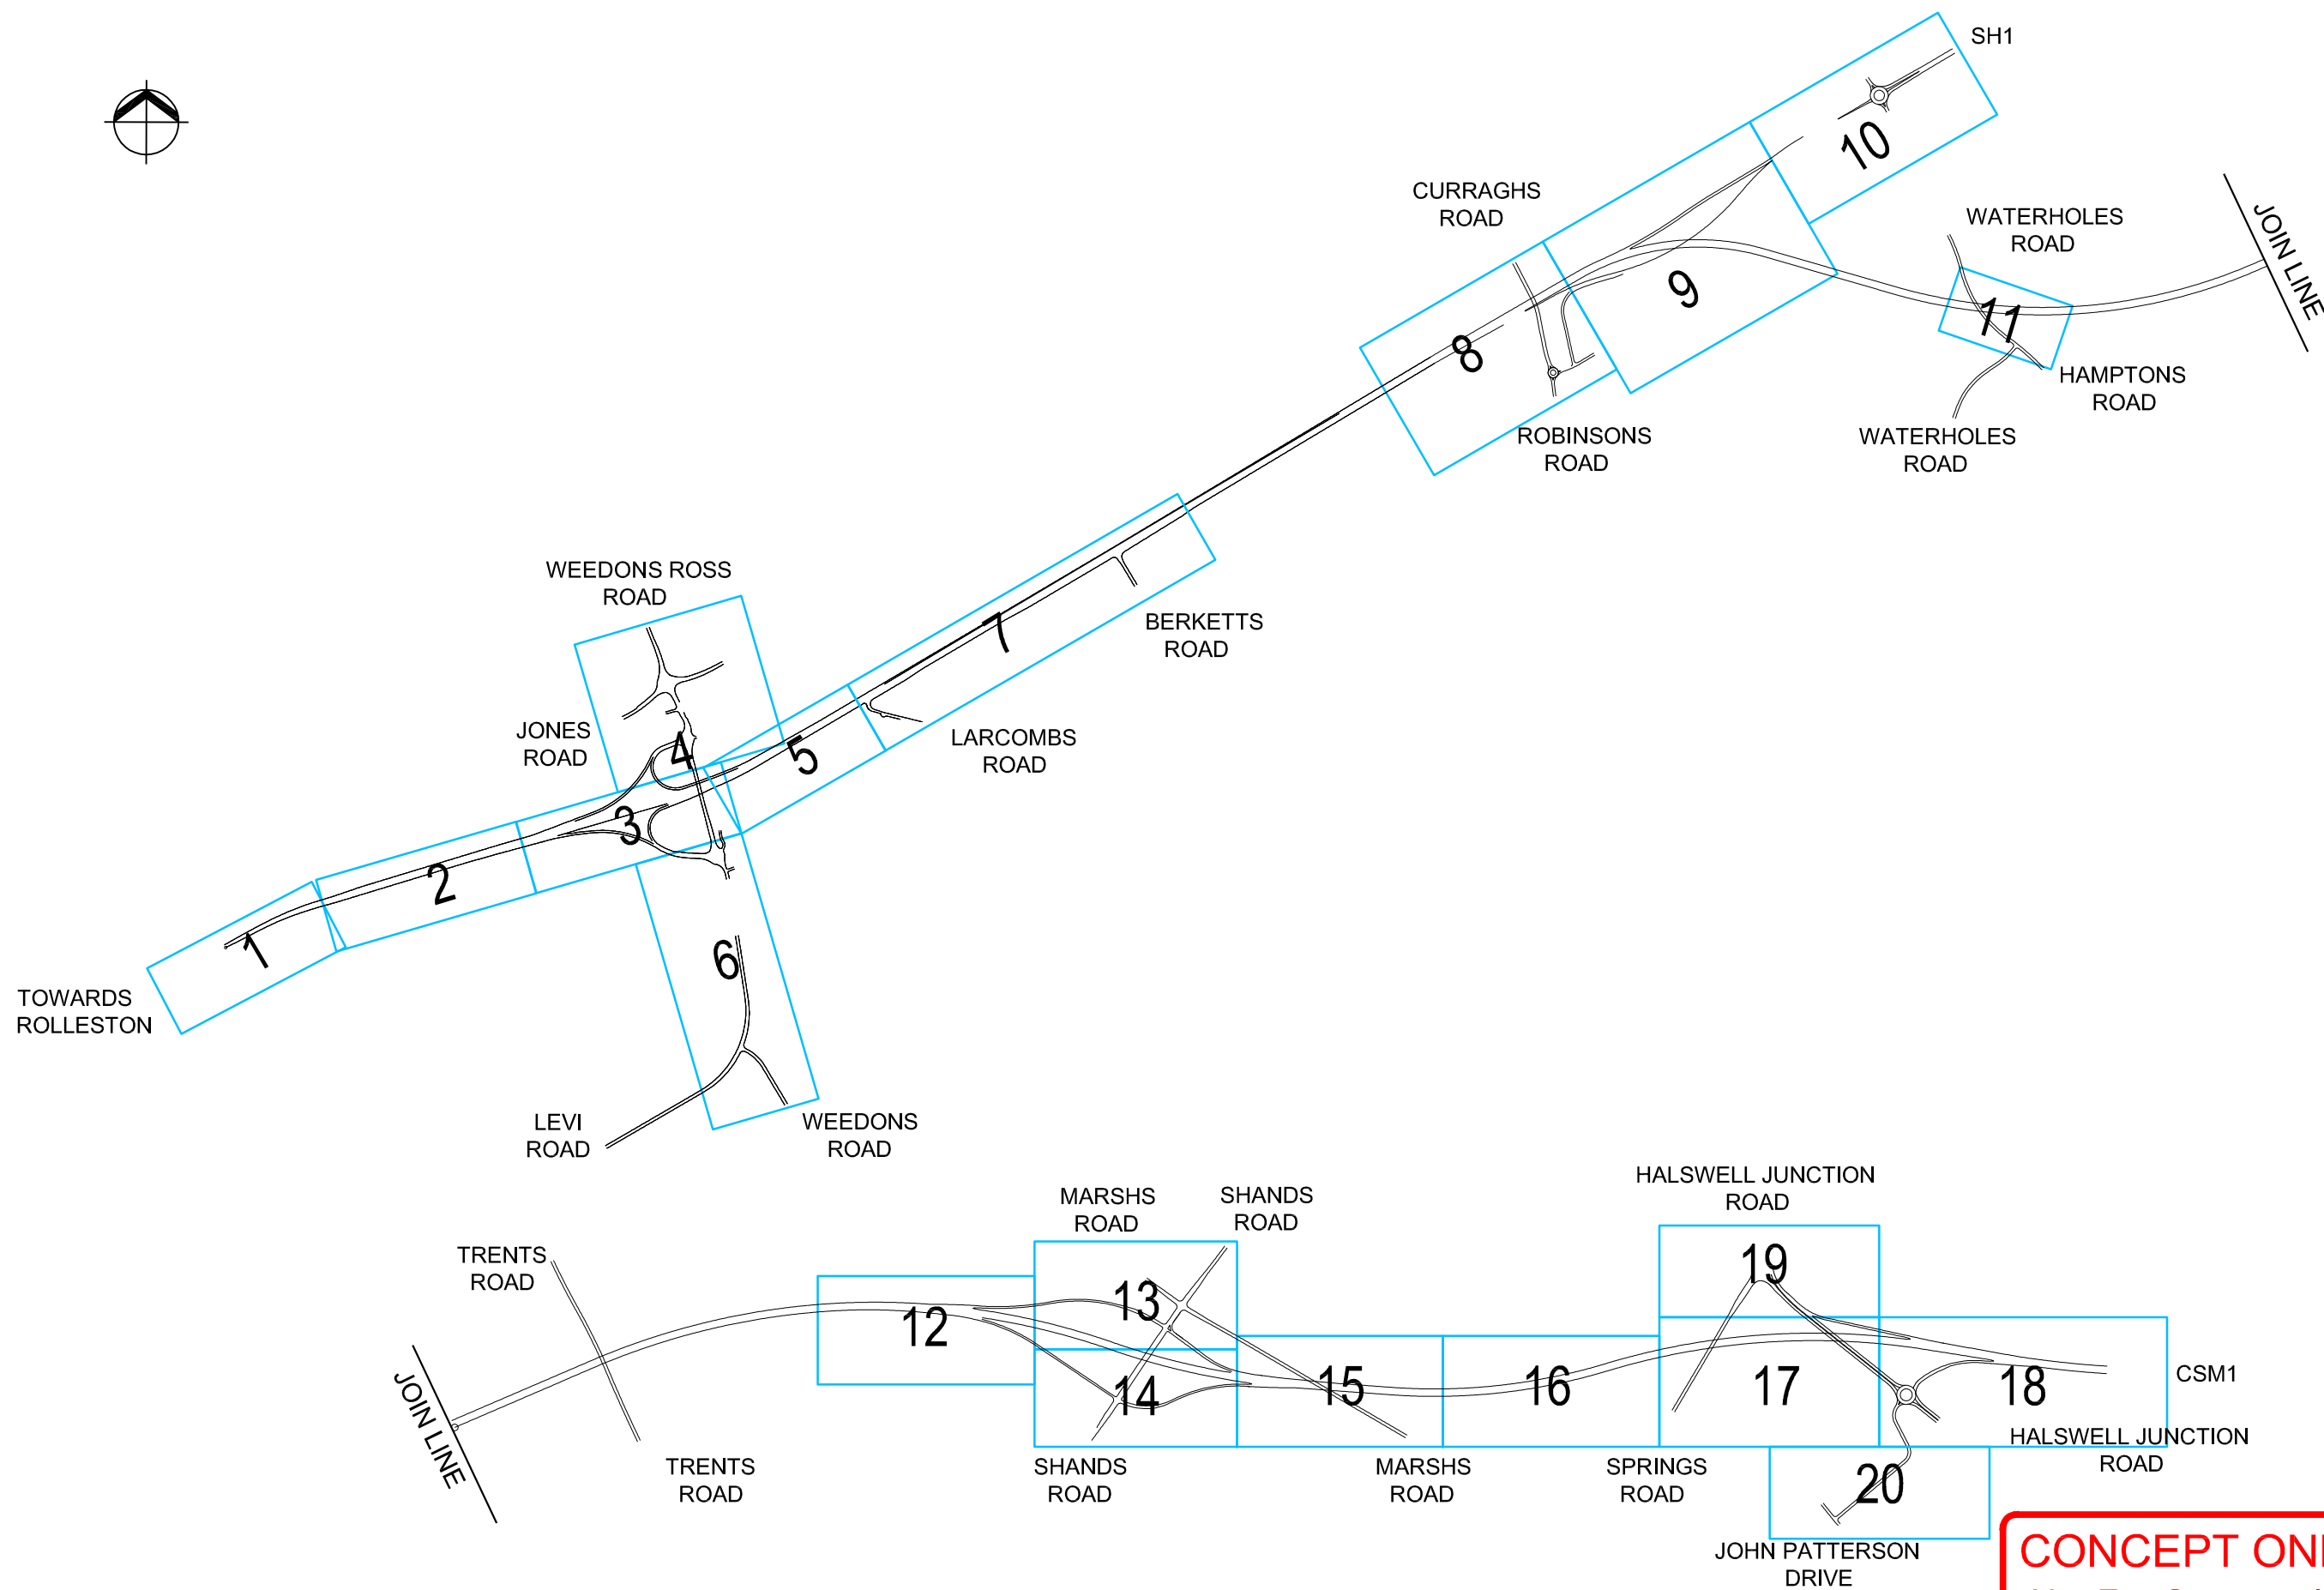 SH1
10
CURRAGHS
ROAD
WATERHOLES
ROAD
JOIN LINE
9
11
8
HAMPTONS
ROAD
ROBINSONS
ROAD
WATERHOLES
ROAD
WEEDONS ROSS
ROAD
7
BERKETTS
ROAD
JONES
ROAD
4
5
LARCOMBS
ROAD
3
2
1
6
TOWARDS
ROLLESTON
LEVI
ROAD
WEEDONS
ROAD
HALSWELL JUNCTION
ROAD
MARSHS
ROAD
SHANDS
ROAD
TRENTS
ROAD
19
13
12
JOIN LINE
14
15
16
17
18
CSM1
HALSWELL JUNCTION
ROAD
TRENTS
ROAD
SHANDS
ROAD
MARSHS
ROAD
SPRINGS
ROAD
20
JOHN PATTERSON
DRIVE
CONCEPT